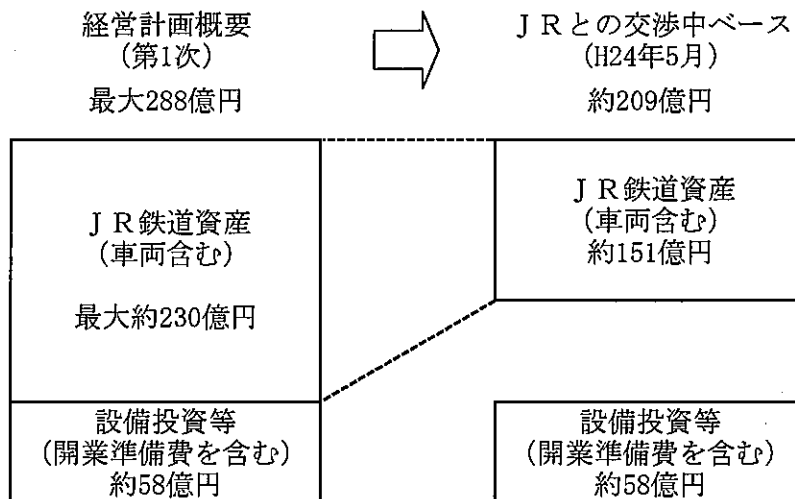 経営計画概要
(第1次)
最大288億円
JRとの交渉中ベース
(H24年5月)
約209億円
JR鉄道資産
(車両含む)
最大約230億円
JR鉄道資産
(車両含む)
約151億円
設備投資等
(開業準備費を含む)
約58億円
設備投資等
(開業準備費を含む)
約58億円